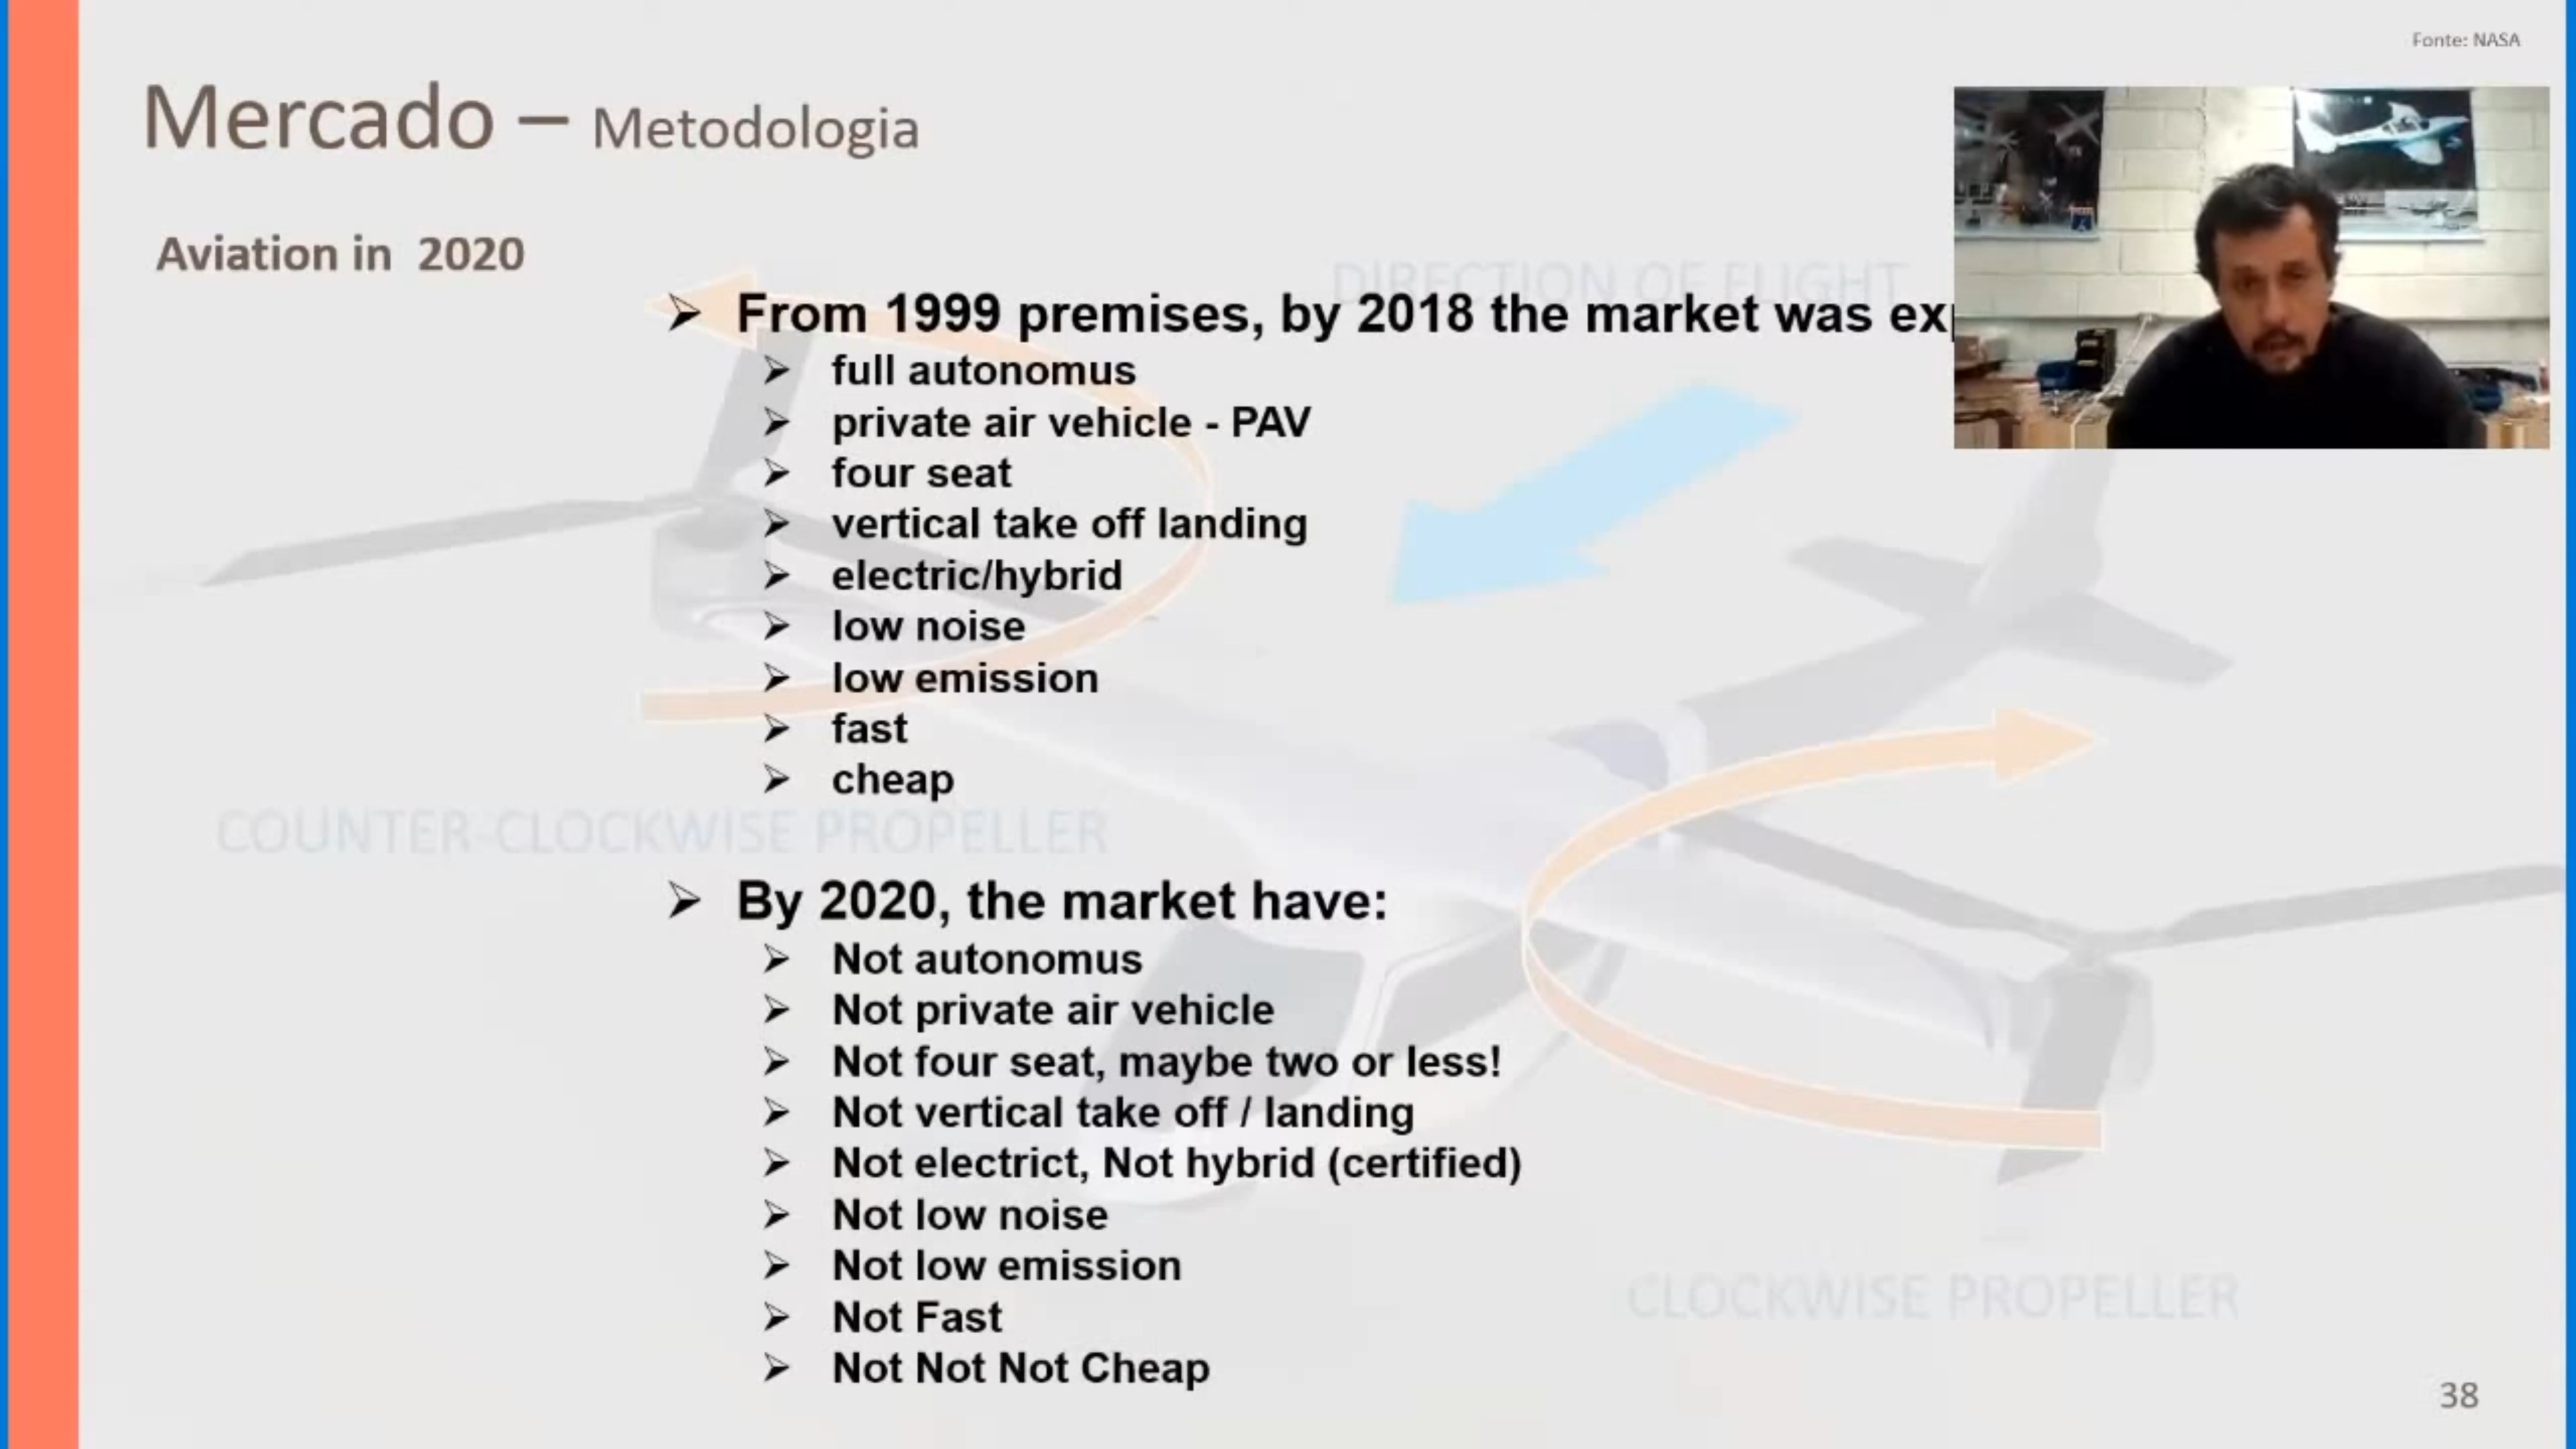 Fonte: NASA
Mercado – Metodologia
Aviation in 2020
DIRECTION OF FLIGHT
➢ From 1999 premises, by 2018 the market was
➢ full autonomus
➢ private air vehicle - PAV
➢ four seat
➢ vertical take off landing
➢ electric/hybrid
➢ low noise
➢ low emission
➢ fast
➢ cheap
COUNTER-CLOCKWISE PROPELLER
➢ By 2020, the market have:
➢ Not autonomus
➢ Not private air vehicle
➢ Not four seat, maybe two or less!
➢ Not vertical take off / landing
➢ Not electrict, Not hybrid (certified)
➢ Not low noise
➢ Not low emission
➢ Not Fast
➢ Not Not Not Cheap
CLOCKWISE PROPELLER
38